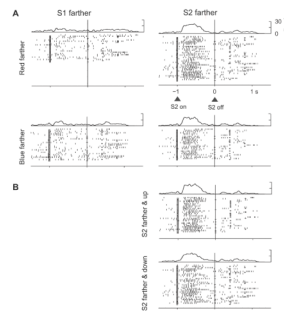 A
S1 farther
S2 farther
Red farther
30
0
−1
0
1 s
S2 on
S2 off
Blue farther
B
S2 farther & up
S2 farther & down